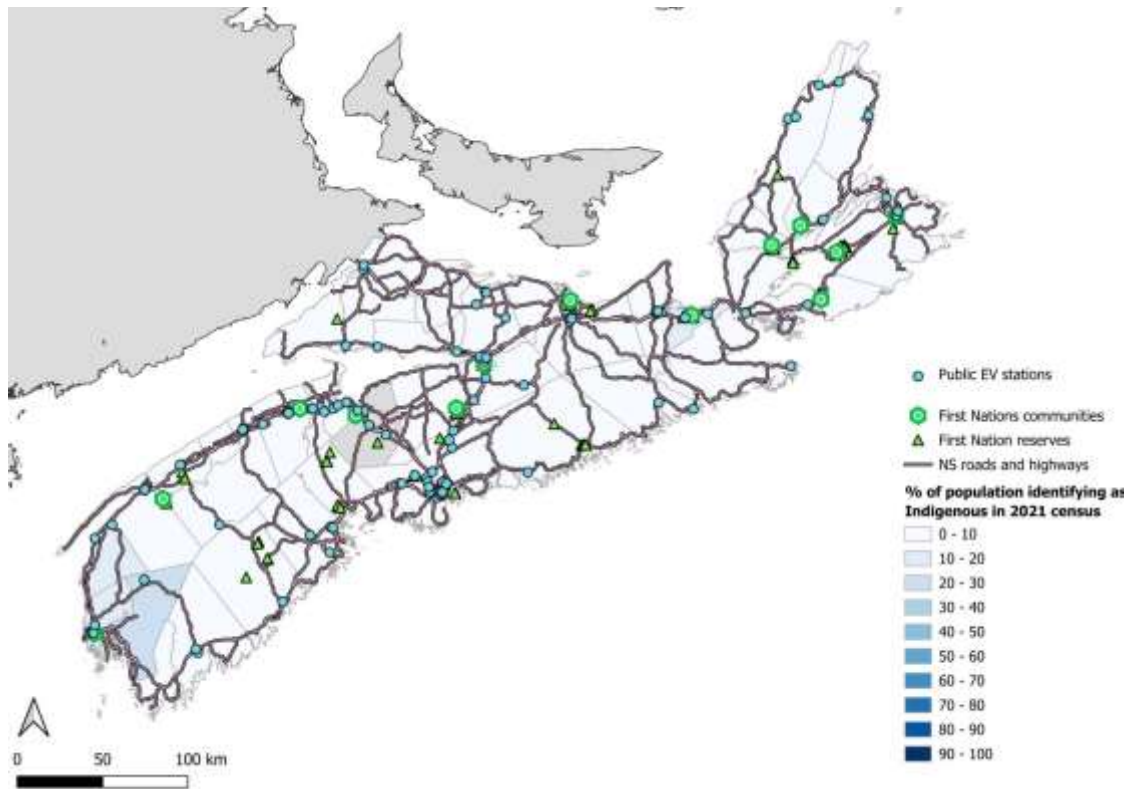 Public EV stations
First Nations communities
First Nation reserves
NS roads and highways
% of population identifying as
Indigenous in 2021 census
0 - 10
10 - 20
20 - 30
30 - 40
40 - 50
50 - 60
60 - 70
70 - 80
80 - 90
90 - 100
0 50 100 km